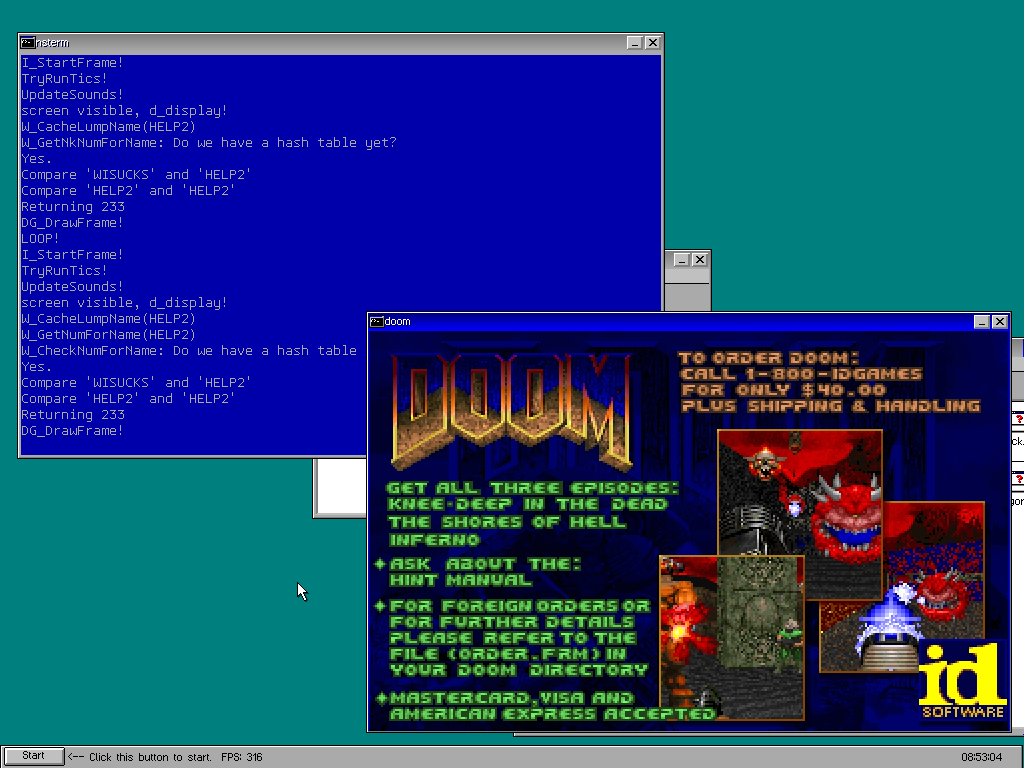 nsterm
I_StartFrame!
TryRunTics!
UpdateSounds!
screen visible, d_display!
W_CacheLumpName(HELP2)
W_GetNkNumForName: Do we have a hash table yet?
Yes.
Compare 'WISUCKS' and 'HELP2'
Compare 'HELP2' and 'HELP2'
Returning 233
DG_DrawFrame!
LOOP!
I_StartFrame!
TryRunTics!
UpdateSounds!
screen visible, d_display!
W_CacheLumpName(HELP2)
W_GetNumForName(HELP2)
W_CheckNumForName: Do we have a hash table
Yes.
Compare 'WISUCKS' and 'HELP2'
Compare 'HELP2' and 'HELP2'
Returning 233
DG_DrawFrame!
doom
DOOM
TO ORDER DOOM:
CALL 1-800-IDGAMES
FOR ONLY $40.00
PLUS SHIPPING & HANDLING
GET ALL THREE EPISODES:
KNEE-DEEP IN THE DEAD
THE SHORES OF HELL
INFERNO
ASK ABOUT THE:
HINT MANUAL
FOR FOREIGN ORDERS OR
FOR FURTHER DETAILS
PLEASE REFER TO THE
FILE (ORDER.FRM) IN
YOUR DOOM DIRECTORY
MASTERCARD, VISA AND
AMERICAN EXPRESS ACCEPTED
id
SOFTWARE
Start
<-- Click this button to start. FPS: 316
08:53:04